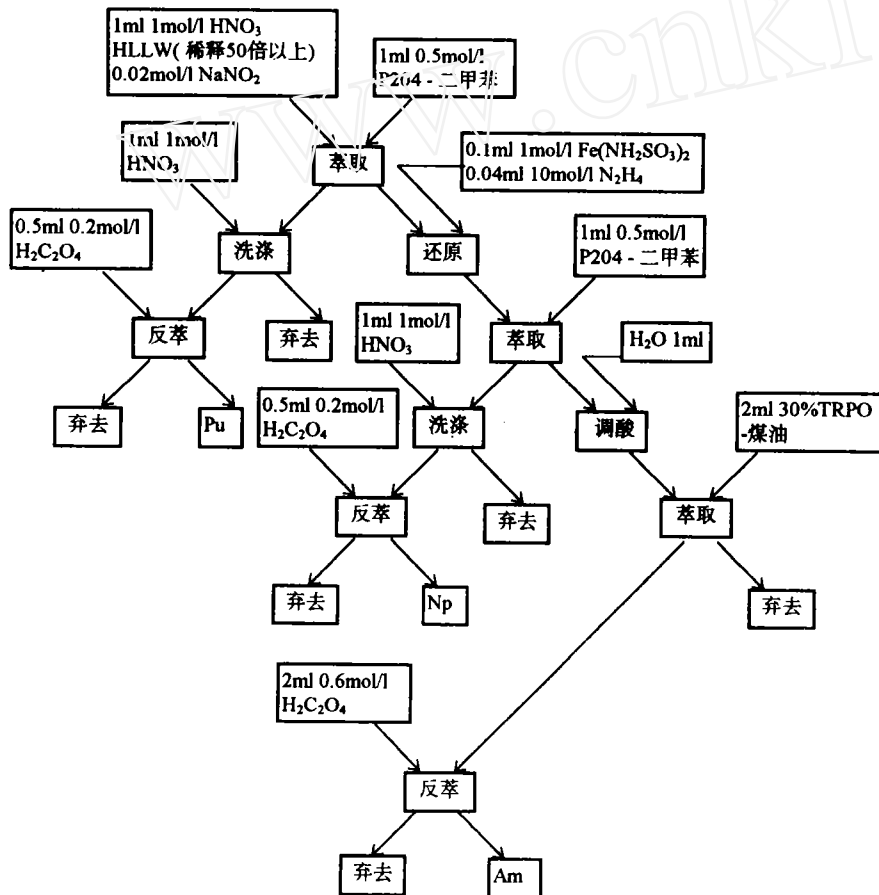 1ml 1mol/l HNO₃
HLLW( 稀释50倍以上)
0.02mol/l NaNO₂
1ml 0.5mol/l
P204 - 二甲苯
www.cnki
1ml 1mol/l
HNO₃
萃取
0.1ml 1mol/l Fe(NH₂SO₃)₂
0.04ml 10mol/l N₂H₄
0.5ml 0.2mol/l
H₂C₂O₄
洗涤
还原
1ml 0.5mol/l
P204 - 二甲苯
反萃
弃去
1ml 1mol/l
HNO₃
萃取
H₂O 1ml
弃去
Pu
0.5ml 0.2mol/l
H₂C₂O₄
洗涤
调酸
2ml 30%TRPO
-煤油
反萃
弃去
萃取
弃去
Np
弃去
2ml 0.6mol/l
H₂C₂O₄
反萃
弃去
Am